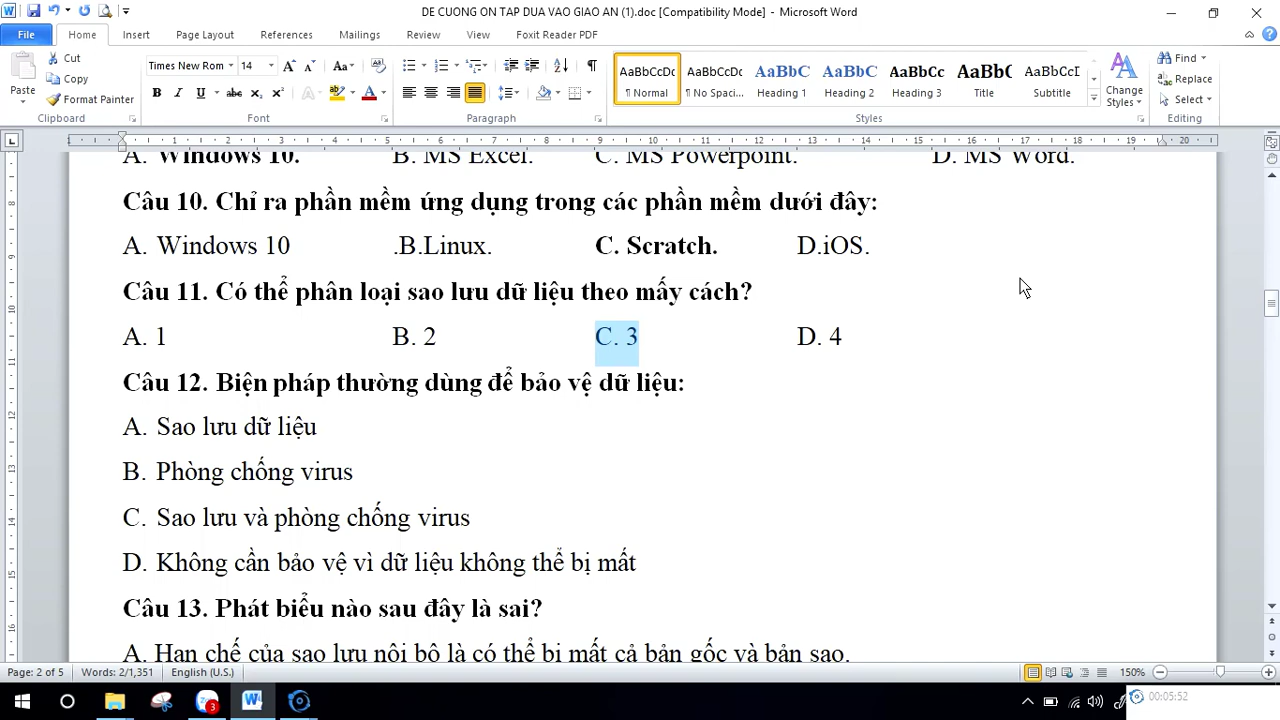 DE CUONG ON TAP DUA VAO GIAO AN (1).doc [Compatibility Mode] - Microsoft Word
File Home Insert Page Layout References Mailings Review View Foxit Reader PDF
Paste
Cut
Copy
Format Painter
Clipboard
Times New Rom 14
Font
Paragraph
AaBbCcDc AaBbCcDc AaBbC AaBbC AaBbCc AaBbC AaBbCcD
¶ Normal ¶ No Spaci... Heading 1 Heading 2 Heading 3 Title Subtitle
Change Styles
Styles
Find
Replace
Select
Editing
A. Windows 10. B. MS Excel. C. MS Powerpoint. D. MS Word.
Câu 10. Chỉ ra phần mềm ứng dụng trong các phần mềm dưới đây:
A. Windows 10 .B.Linux. C. Scratch. D.iOS.
Câu 11. Có thể phân loại sao lưu dữ liệu theo mấy cách?
A. 1 B. 2 C. 3 D. 4
Câu 12. Biện pháp thường dùng để bảo vệ dữ liệu:
A. Sao lưu dữ liệu
B. Phòng chống virus
C. Sao lưu và phòng chống virus
D. Không cần bảo vệ vì dữ liệu không thể bị mất
Câu 13. Phát biểu nào sau đây là sai?
A. Hạn chế của sao lưu nội bộ là có thể bị mất cả bản gốc và bản sao.
Page: 2 of 5 Words: 2/1,351 English (U.S.) 150%
3
00:05:52